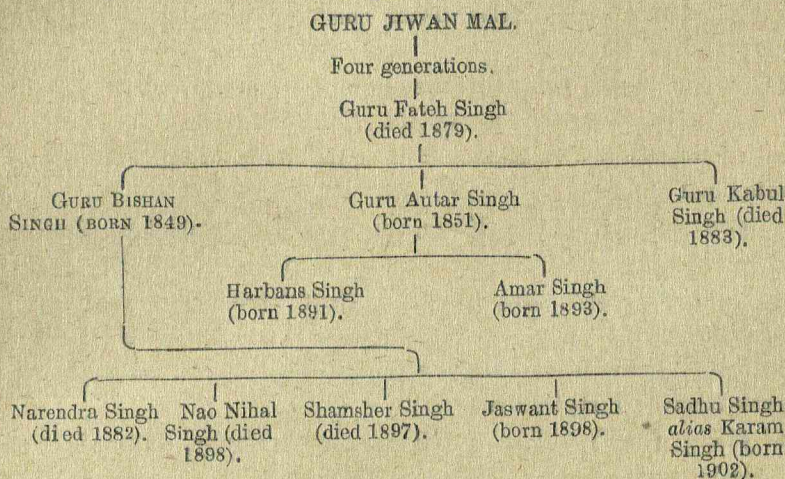 GURU JIWAN MAL.
Four generations.
Guru Fateh Singh
(died 1879).
GURU BISHAN
SINGH (BORN 1849).
Guru Autar Singh
(born 1851).
Guru Kabul
Singh (died
1883).
Harbans Singh
(born 1891).
Amar Singh
(born 1893).
Narendra Singh
(died 1882).
Nao Nihal
Singh (died
1898).
Shamsher Singh
(died 1897).
Jaswant Singh
(born 1898).
Sadhu Singh
alias Karam
Singh (born
1902).